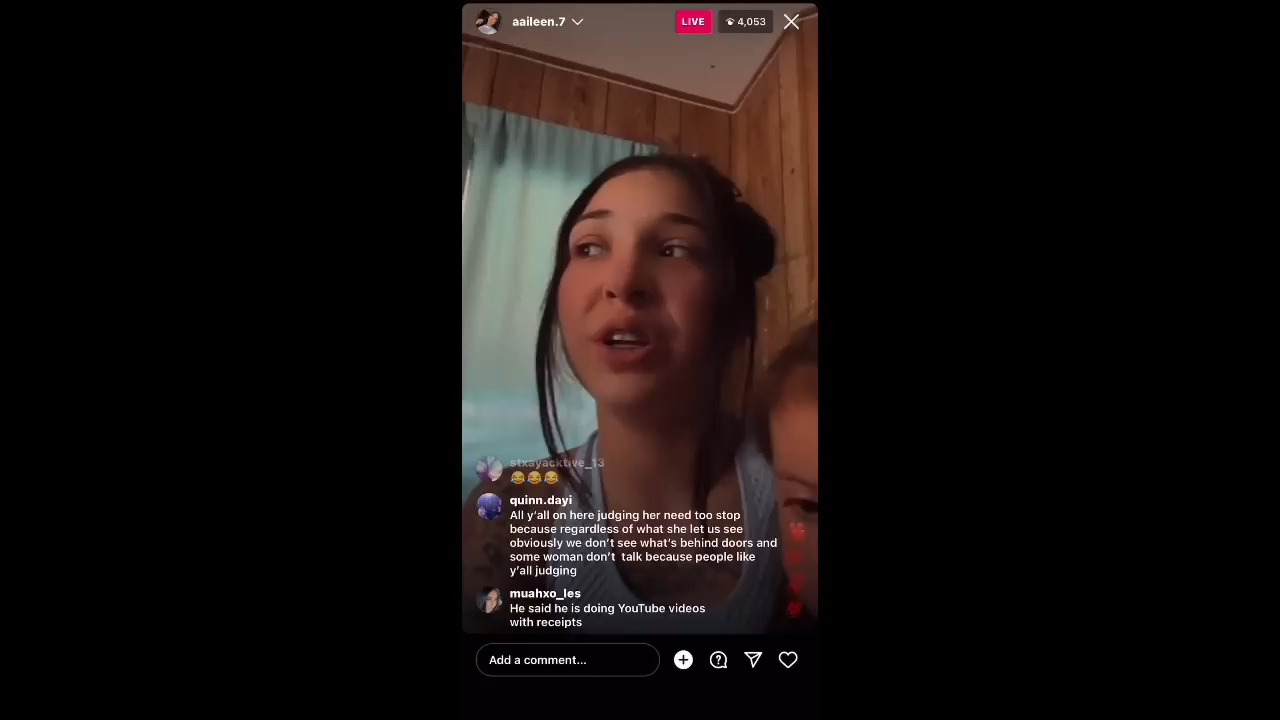 aaileen.7
LIVE
4,053
stxayacktive_13
😂😂😂
quinn.dayi
All y'all on here judging her need too stop
because regardless of what she let us see
obviously we don't see what's behind doors and
some woman don't talk because people like
y'all judging
muahxo_les
He said he is doing YouTube videos
with receipts
Add a comment...